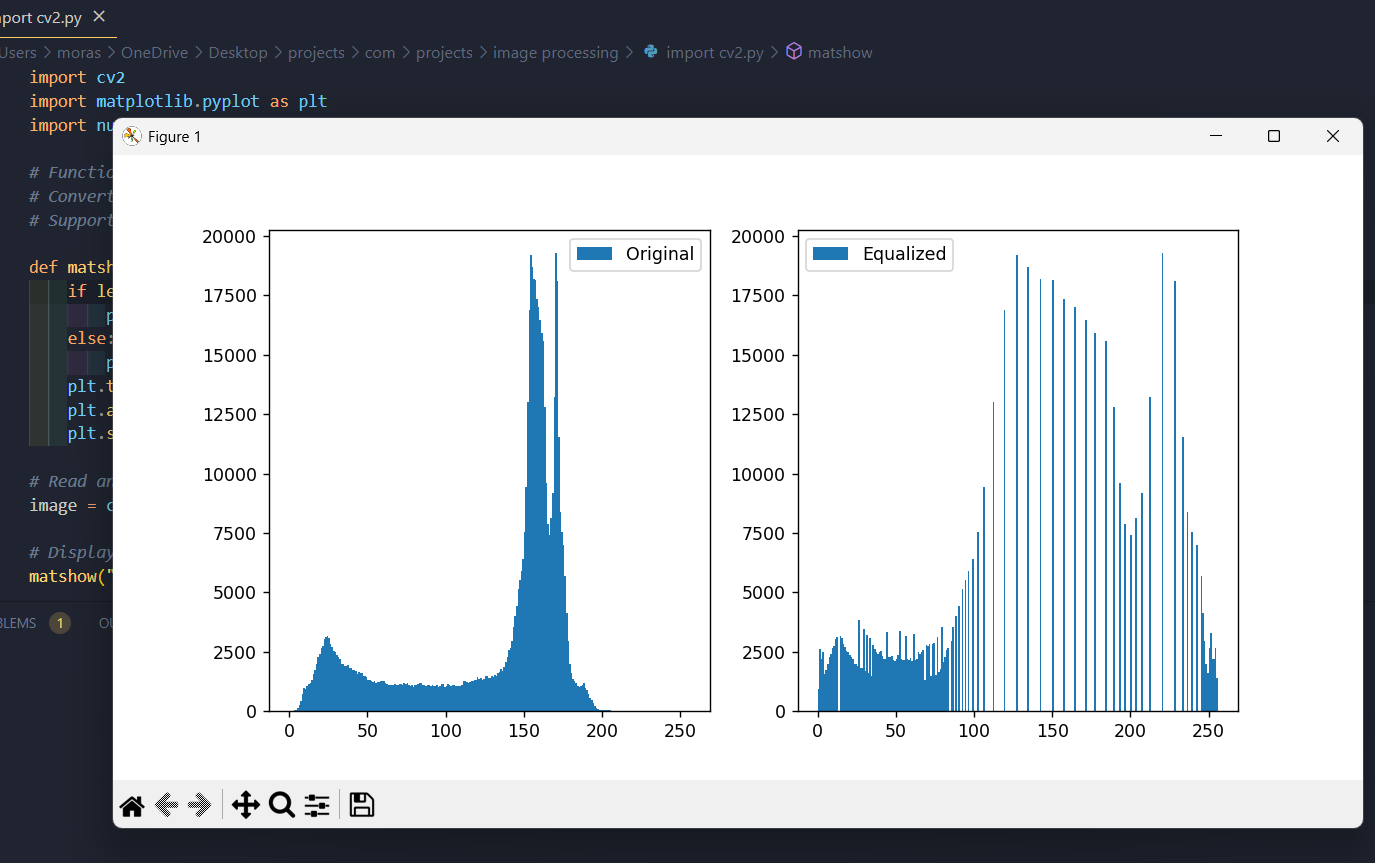 port cv2.py
Users > moras > OneDrive > Desktop > projects > com > projects > image processing > import cv2.py > matshow
import cv2
import matplotlib.pyplot as plt
import nu
Figure 1
# Functio
# Convert
# Support
def matsh
if le
p
else:
p
plt.t
plt.a
plt.s
# Read an
image = c
# Display
matshow("
BLEMS 1 OU
Original
20000
17500
15000
12500
10000
7500
5000
2500
0
0 50 100 150 200 250
Equalized
20000
17500
15000
12500
10000
7500
5000
2500
0
0 50 100 150 200 250